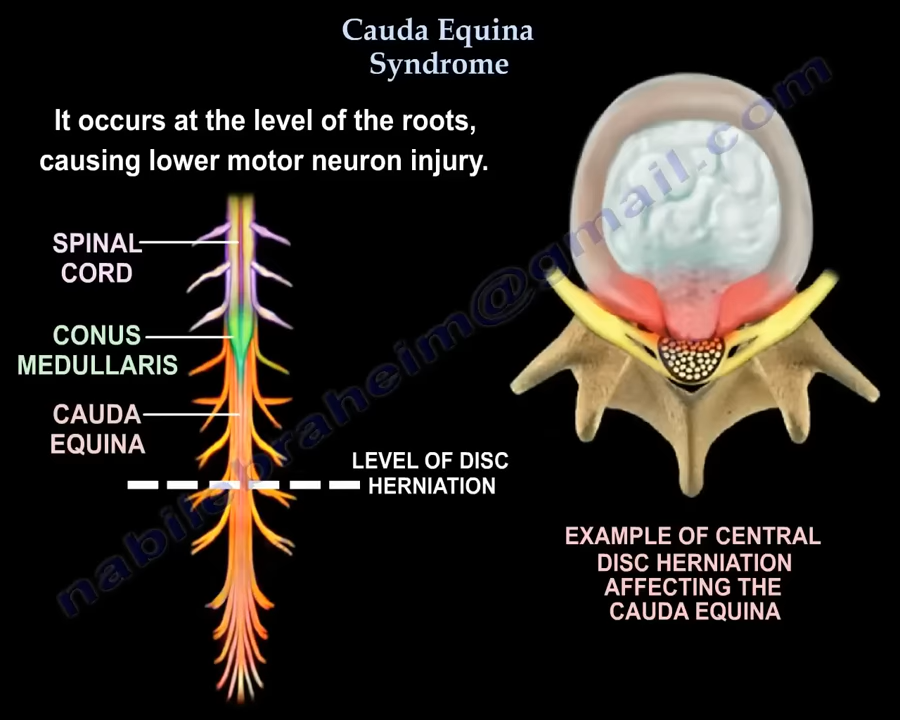 Cauda Equina
Syndrome
It occurs at the level of the roots,
causing lower motor neuron injury.
SPINAL
CORD
CONUS
MEDULLARIS
CAUDA
EQUINA
LEVEL OF DISC
HERNIATION
EXAMPLE OF CENTRAL
DISC HERNIATION
AFFECTING THE
CAUDA EQUINA
nabilebraheim@gmail.com